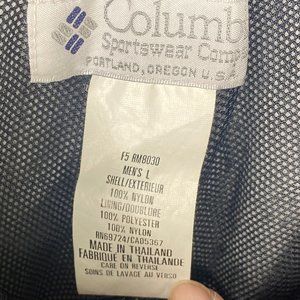 Columb
Sportswear Comp
PORTLAND, OREGON U.S.A
F5 RM8030
MEN'S L
SHELL/EXTERIEUR
100% NYLON
LINING/DOUBLURE
100% POLYESTER
100% NYLON
RN69724/CA05367
MADE IN THAILAND
FABRIQUE EN THAILANDE
CARE ON REVERSE
SOINS DE LAVAGE AU VERSO